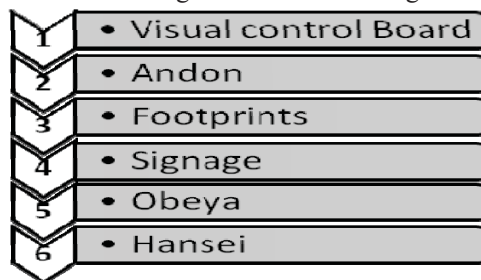 1 • Visual control Board
2 • Andon
3 • Footprints
4 • Signage
5 • Obeya
6 • Hansei